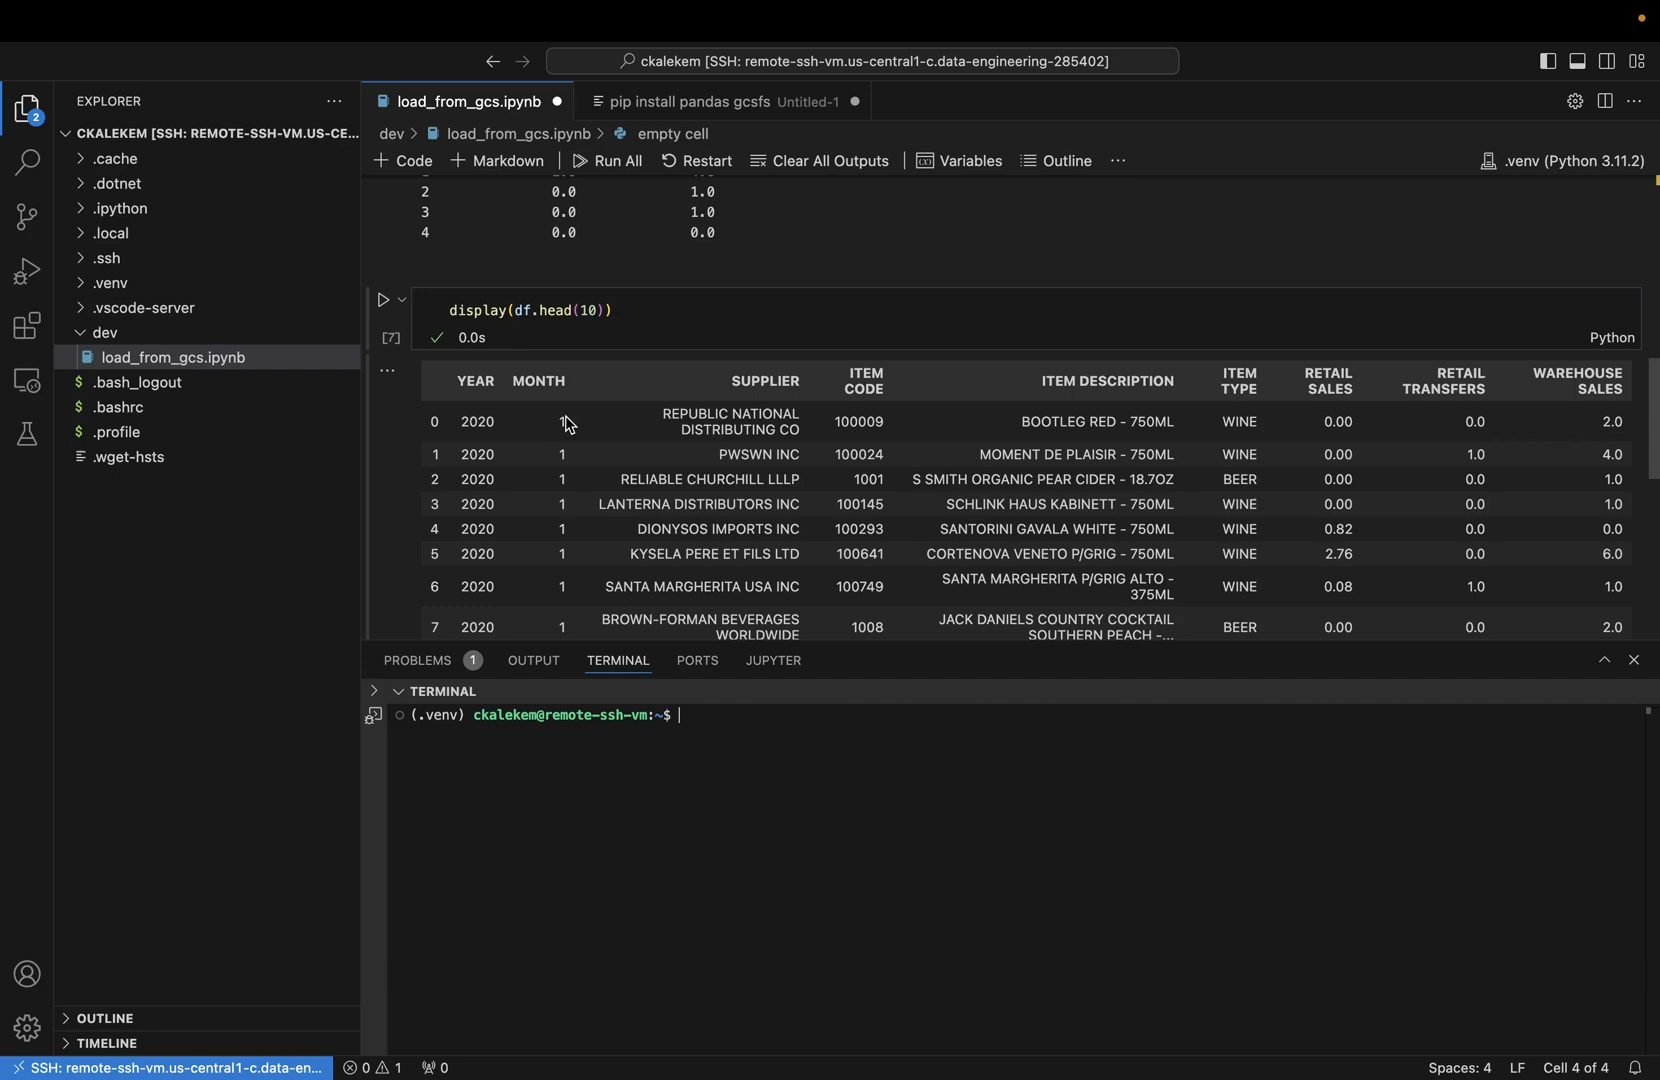 ckalekem [SSH: remote-ssh-vm.us-central1-c.data-engineering-285402]
EXPLORER
2
CKALEKEM [SSH: REMOTE-SSH-VM.US-CE...
.cache
.dotnet
.ipython
.local
.ssh
.venv
.vscode-server
dev
load_from_gcs.ipynb
$ .bash_logout
$ .bashrc
$ .profile
.wget-hsts
OUTLINE
TIMELINE
load_from_gcs.ipynb
pip install pandas gcsfs Untitled-1
dev > load_from_gcs.ipynb > empty cell
+ Code + Markdown Run All Restart Clear All Outputs Variables Outline ... .venv (Python 3.11.2)
2 0.0 1.0
3 0.0 1.0
4 0.0 0.0
display(df.head(10))
[7] 0.0s Python
YEAR MONTH SUPPLIER ITEM CODE ITEM DESCRIPTION ITEM TYPE RETAIL SALES RETAIL TRANSFERS WAREHOUSE SALES
0 2020 1 REPUBLIC NATIONAL DISTRIBUTING CO 100009 BOOTLEG RED - 750ML WINE 0.00 0.0 2.0
1 2020 1 PWSWN INC 100024 MOMENT DE PLAISIR - 750ML WINE 0.00 1.0 4.0
2 2020 1 RELIABLE CHURCHILL LLLP 1001 S SMITH ORGANIC PEAR CIDER - 18.7OZ BEER 0.00 0.0 1.0
3 2020 1 LANTERNA DISTRIBUTORS INC 100145 SCHLINK HAUS KABINETT - 750ML WINE 0.00 0.0 1.0
4 2020 1 DIONYSOS IMPORTS INC 100293 SANTORINI GAVALA WHITE - 750ML WINE 0.82 0.0 0.0
5 2020 1 KYSELA PERE ET FILS LTD 100641 CORTENOVA VENETO P/GRIG - 750ML WINE 2.76 0.0 6.0
6 2020 1 SANTA MARGHERITA USA INC 100749 SANTA MARGHERITA P/GRIG ALTO - 375ML WINE 0.08 1.0 1.0
7 2020 1 BROWN-FORMAN BEVERAGES WORLDWIDE 1008 JACK DANIELS COUNTRY COCKTAIL SOUTHERN PEACH -... BEER 0.00 0.0 2.0
PROBLEMS 1 OUTPUT TERMINAL PORTS JUPYTER
TERMINAL
(.venv) ckalekem@remote-ssh-vm:~$
SSH: remote-ssh-vm.us-central1-c.data-en... 0 1 0 Spaces: 4 LF Cell 4 of 4